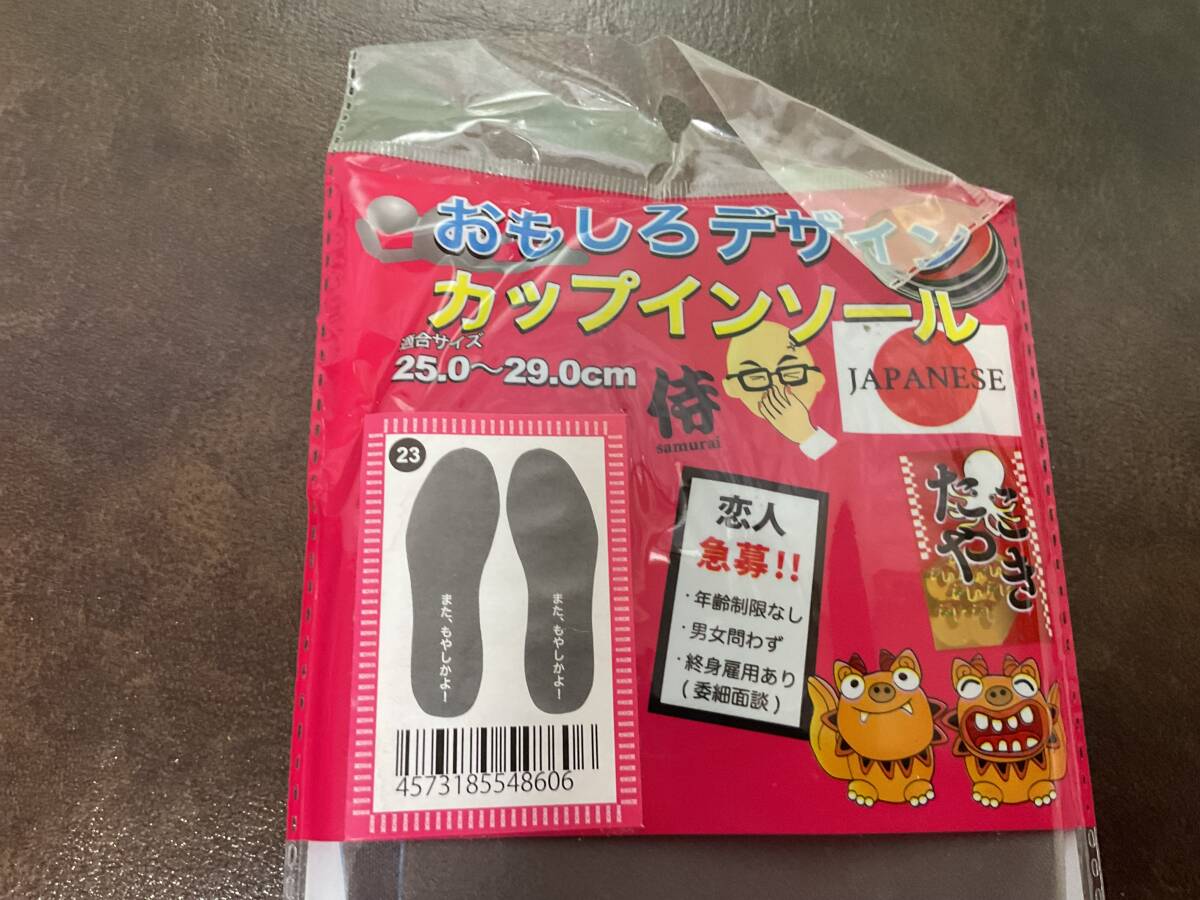 おもしろデザイン
カップインソール
適合サイズ
25.0～29.0cm
侍
samurai
JAPANESE
23
また、もやしかよ!
また、もやしかよ!
4573185548606
恋人
急募!!
・年齢制限なし
・男女問わず
・終身雇用あり
(委細面談)
たこやき